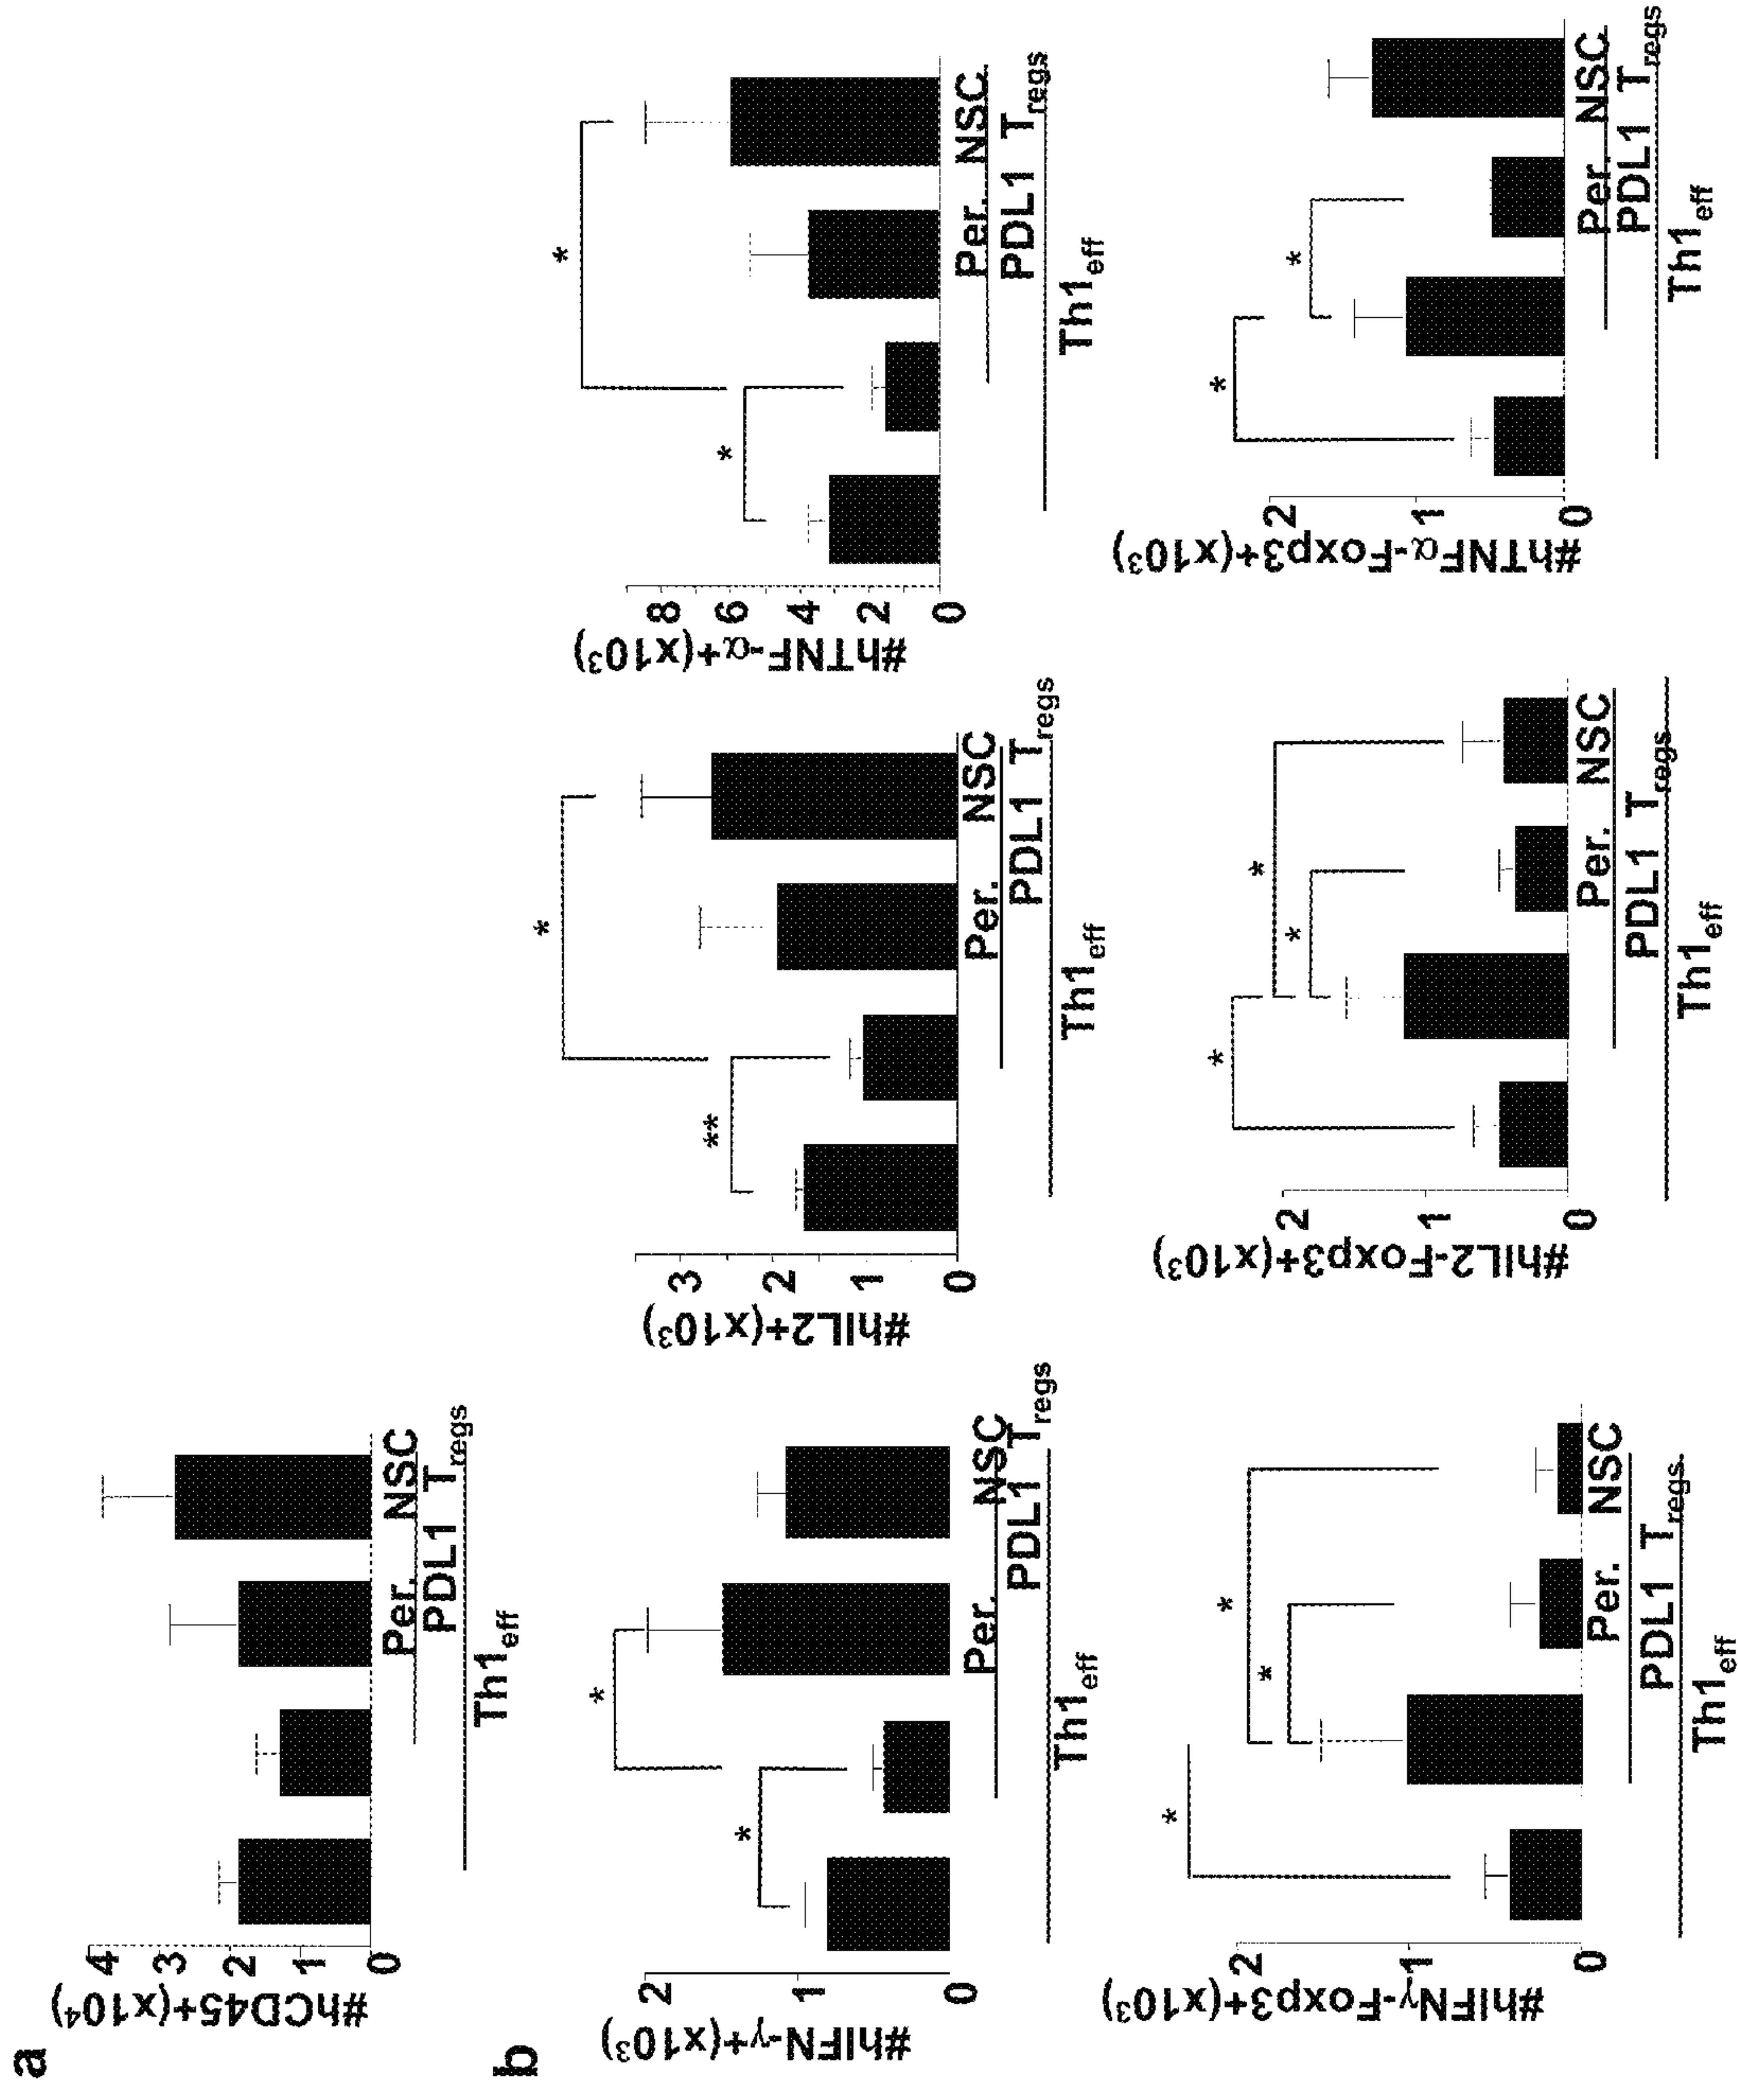 a
#hCD45+(x10⁴)
4
3
2
1
0
Per. NSC
PDL1 Tregs
Th1eff
b
#hIFN-γ+(x10³)
2
1
0
*
*
Per. NSC
PDL1 Tregs
Th1eff
#hIL2+(x10³)
3
2
1
0
**
*
Per. NSC
PDL1 Tregs
Th1eff
#hTNF-α+(x10³)
8
6
4
2
0
*
*
Per. NSC
PDL1 Tregs
Th1eff
#hIFNγ-Foxp3+(x10³)
2
1
0
*
*
*
Per. NSC
PDL1 Tregs
Th1eff
#hIL2-Foxp3+(x10³)
2
1
0
*
*
*
Per. NSC
PDL1 Tregs
Th1eff
#hTNFα-Foxp3+(x10³)
2
1
0
*
*
Per. NSC
PDL1 Tregs
Th1eff